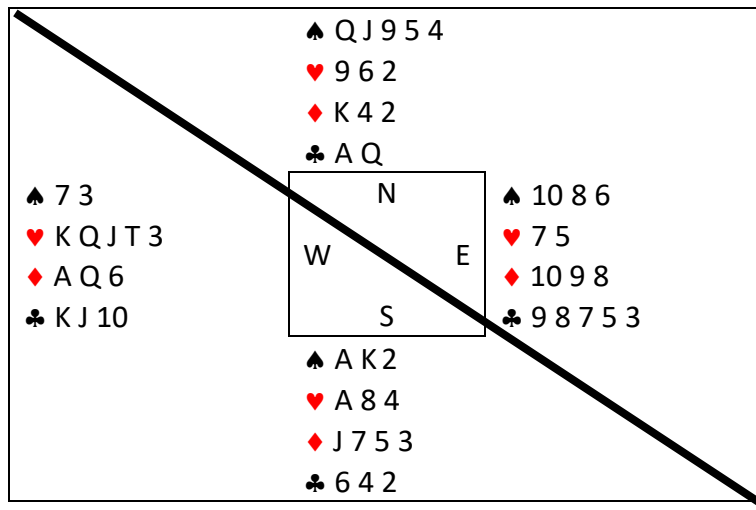 ♠ Q J 9 5 4
♥ 9 6 2
♦ K 4 2
♣ A Q
♠ 7 3
♥ K Q J T 3
♦ A Q 6
♣ K J 10
N
W E
S
♠ 10 8 6
♥ 7 5
♦ 10 9 8
♣ 9 8 7 5 3
♠ A K 2
♥ A 8 4
♦ J 7 5 3
♣ 6 4 2